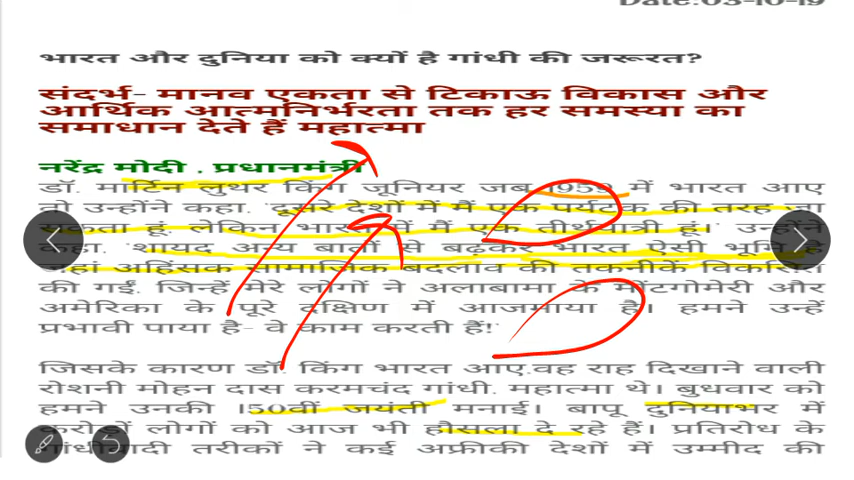 Date:03-10-19
भारत और दुनिया को क्यों है गांधी की जरूरत?
संदर्भ- मानव एकता से टिकाऊ विकास और
आर्थिक आत्मनिर्भरता तक हर समस्या का
समाधान देते हैं महात्मा
नरेंद्र मोदी , प्रधानमंत्री
डॉ. मार्टिन लुथर किंग जूनियर जब 1959 में भारत आए
तो उन्होंने कहा, 'दूसरे देशों में मैं एक पर्यटक की तरह जा
सकता हूं, लेकिन भारत में मैं एक तीर्थयात्री हूं।' उन्होंने
कहा, 'शायद अन्य बातों से बढ़कर भारत ऐसी भूमि है
जहां अहिंसक सामाजिक बदलाव की तकनीकें विकसित
की गईं, जिन्हें मेरे लोगों ने अलाबामा के मोंटगोमेरी और
अमेरिका के पूरे दक्षिण में आजमाया है। हमने उन्हें
प्रभावी पाया है- वे काम करती हैं!'
जिसके कारण डॉ. किंग भारत आए,वह राह दिखाने वाली
रोशनी मोहन दास करमचंद गांधी, महात्मा थे। बुधवार को
हमने उनकी 150वीं जयंती मनाई। बापू दुनियाभर में
करोड़ों लोगों को आज भी हौसला दे रहे हैं। प्रतिरोध के
गांधीवादी तरीकों ने कई अफ्रीकी देशों में उम्मीद की